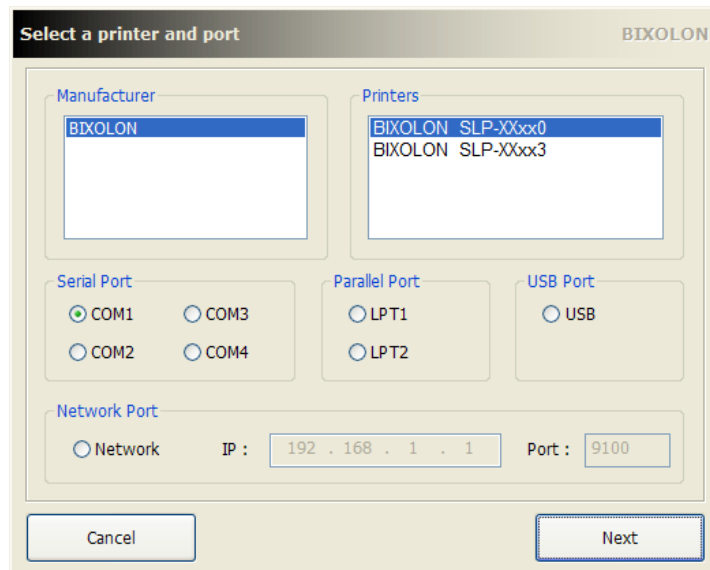 Select a printer and port BIXOLON
Manufacturer
BIXOLON
Printers
BIXOLON SLP-XXxx0
BIXOLON SLP-XXxx3
Serial Port
COM1 COM3
COM2 COM4
Parallel Port
LPT1
LPT2
USB Port
USB
Network Port
Network IP : 192 . 168 . 1 . 1 Port : 9100
Cancel Next